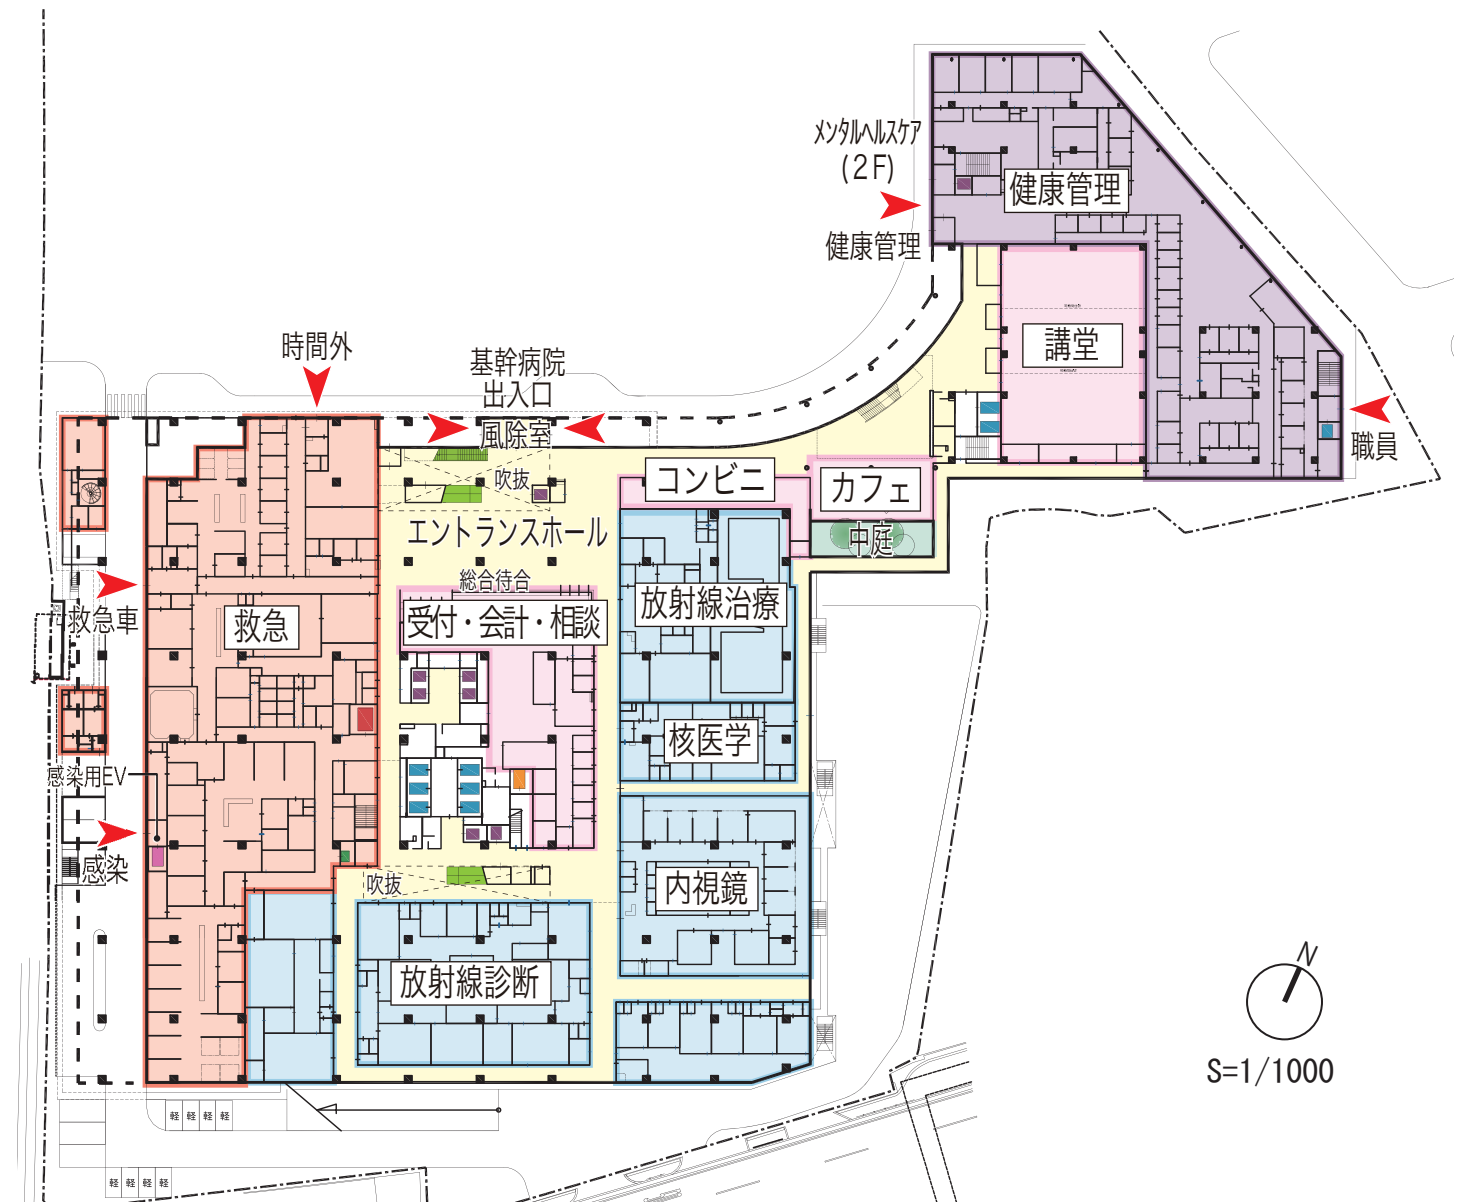 メンタルヘルスケア
(2F)
健康管理
健康管理
時間外
基幹病院
出入口
風除室
講堂
職員
吹抜
コンビニ
カフェ
エントランスホール
中庭
総合待合
受付・会計・相談
放射線治療
救急車
救急
核医学
感染用EV
感染
吹抜
内視鏡
放射線診断
N
S=1/1000
軽 軽 軽 軽
軽 軽 軽 軽